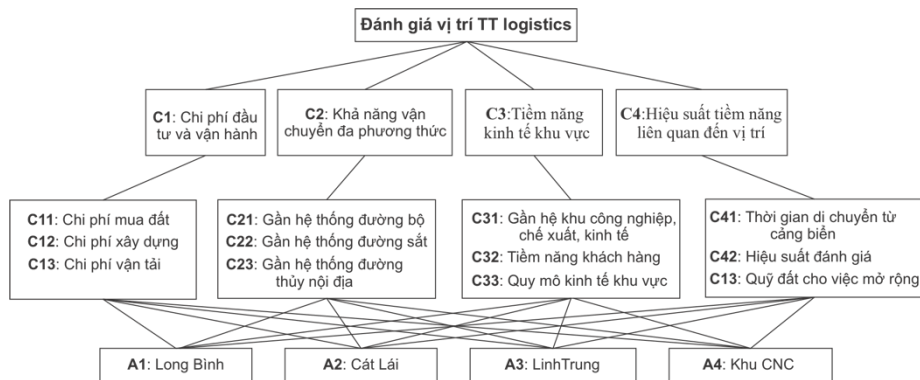 Đánh giá vị trí TT logistics
C1: Chi phí đầu
tư và vận hành
C2: Khả năng vận
chuyển đa phương thức
C3:Tiềm năng
kinh tế khu vực
C4:Hiệu suất tiềm năng
liên quan đến vị trí
C11: Chi phí mua đất
C12: Chi phí xây dựng
C13: Chi phí vận tải
C21: Gần hệ thống đường bộ
C22: Gần hệ thống đường sắt
C23: Gần hệ thống đường
thủy nội địa
C31: Gần hệ khu công nghiệp,
chế xuất, kinh tế
C32: Tiềm năng khách hàng
C33: Quy mô kinh tế khu vực
C41: Thời gian di chuyển từ
cảng biển
C42: Hiệu suất đánh giá
C13: Quỹ đất cho việc mở rộng
A1: Long Bình
A2: Cát Lái
A3: LinhTrung
A4: Khu CNC